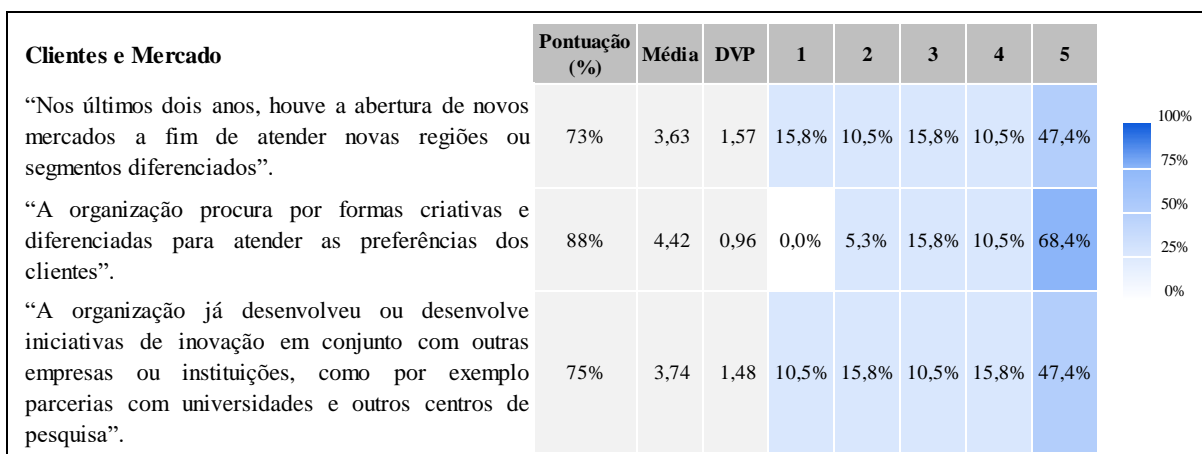 Clientes e Mercado Pontuação (%) Média DVP 1 2 3 4 5
“Nos últimos dois anos, houve a abertura de novos
mercados a fim de atender novas regiões ou
segmentos diferenciados”.
73% 3,63 1,57 15,8% 10,5% 15,8% 10,5% 47,4%
“A organização procura por formas criativas e
diferenciadas para atender as preferências dos
clientes”.
88% 4,42 0,96 0,0% 5,3% 15,8% 10,5% 68,4%
“A organização já desenvolveu ou desenvolve
iniciativas de inovação em conjunto com outras
empresas ou instituições, como por exemplo
parcerias com universidades e outros centros de
pesquisa”.
75% 3,74 1,48 10,5% 15,8% 10,5% 15,8% 47,4%
100%
75%
50%
25%
0%